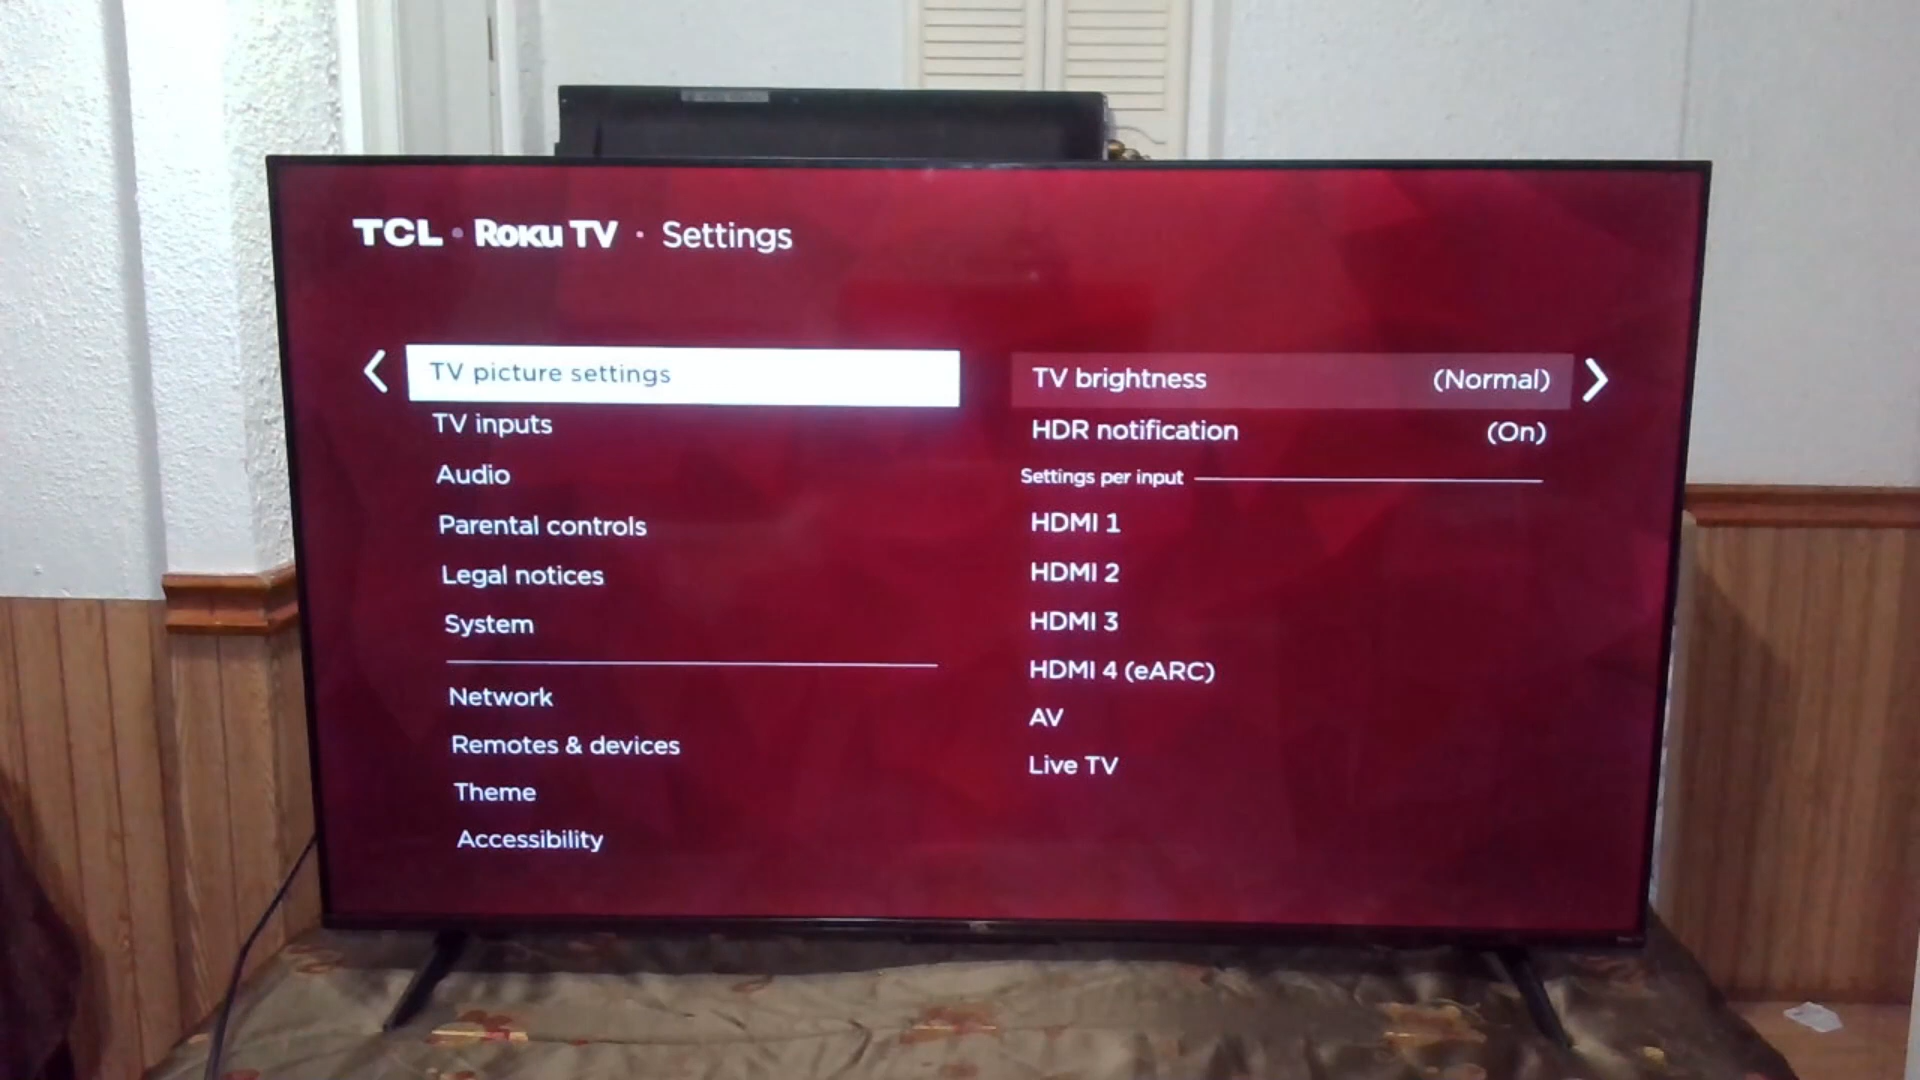 TCL • Roku TV • Settings
TV picture settings
TV inputs
Audio
Parental controls
Legal notices
System
Network
Remotes & devices
Theme
Accessibility
TV brightness (Normal)
HDR notification (On)
Settings per input
HDMI 1
HDMI 2
HDMI 3
HDMI 4 (eARC)
AV
Live TV